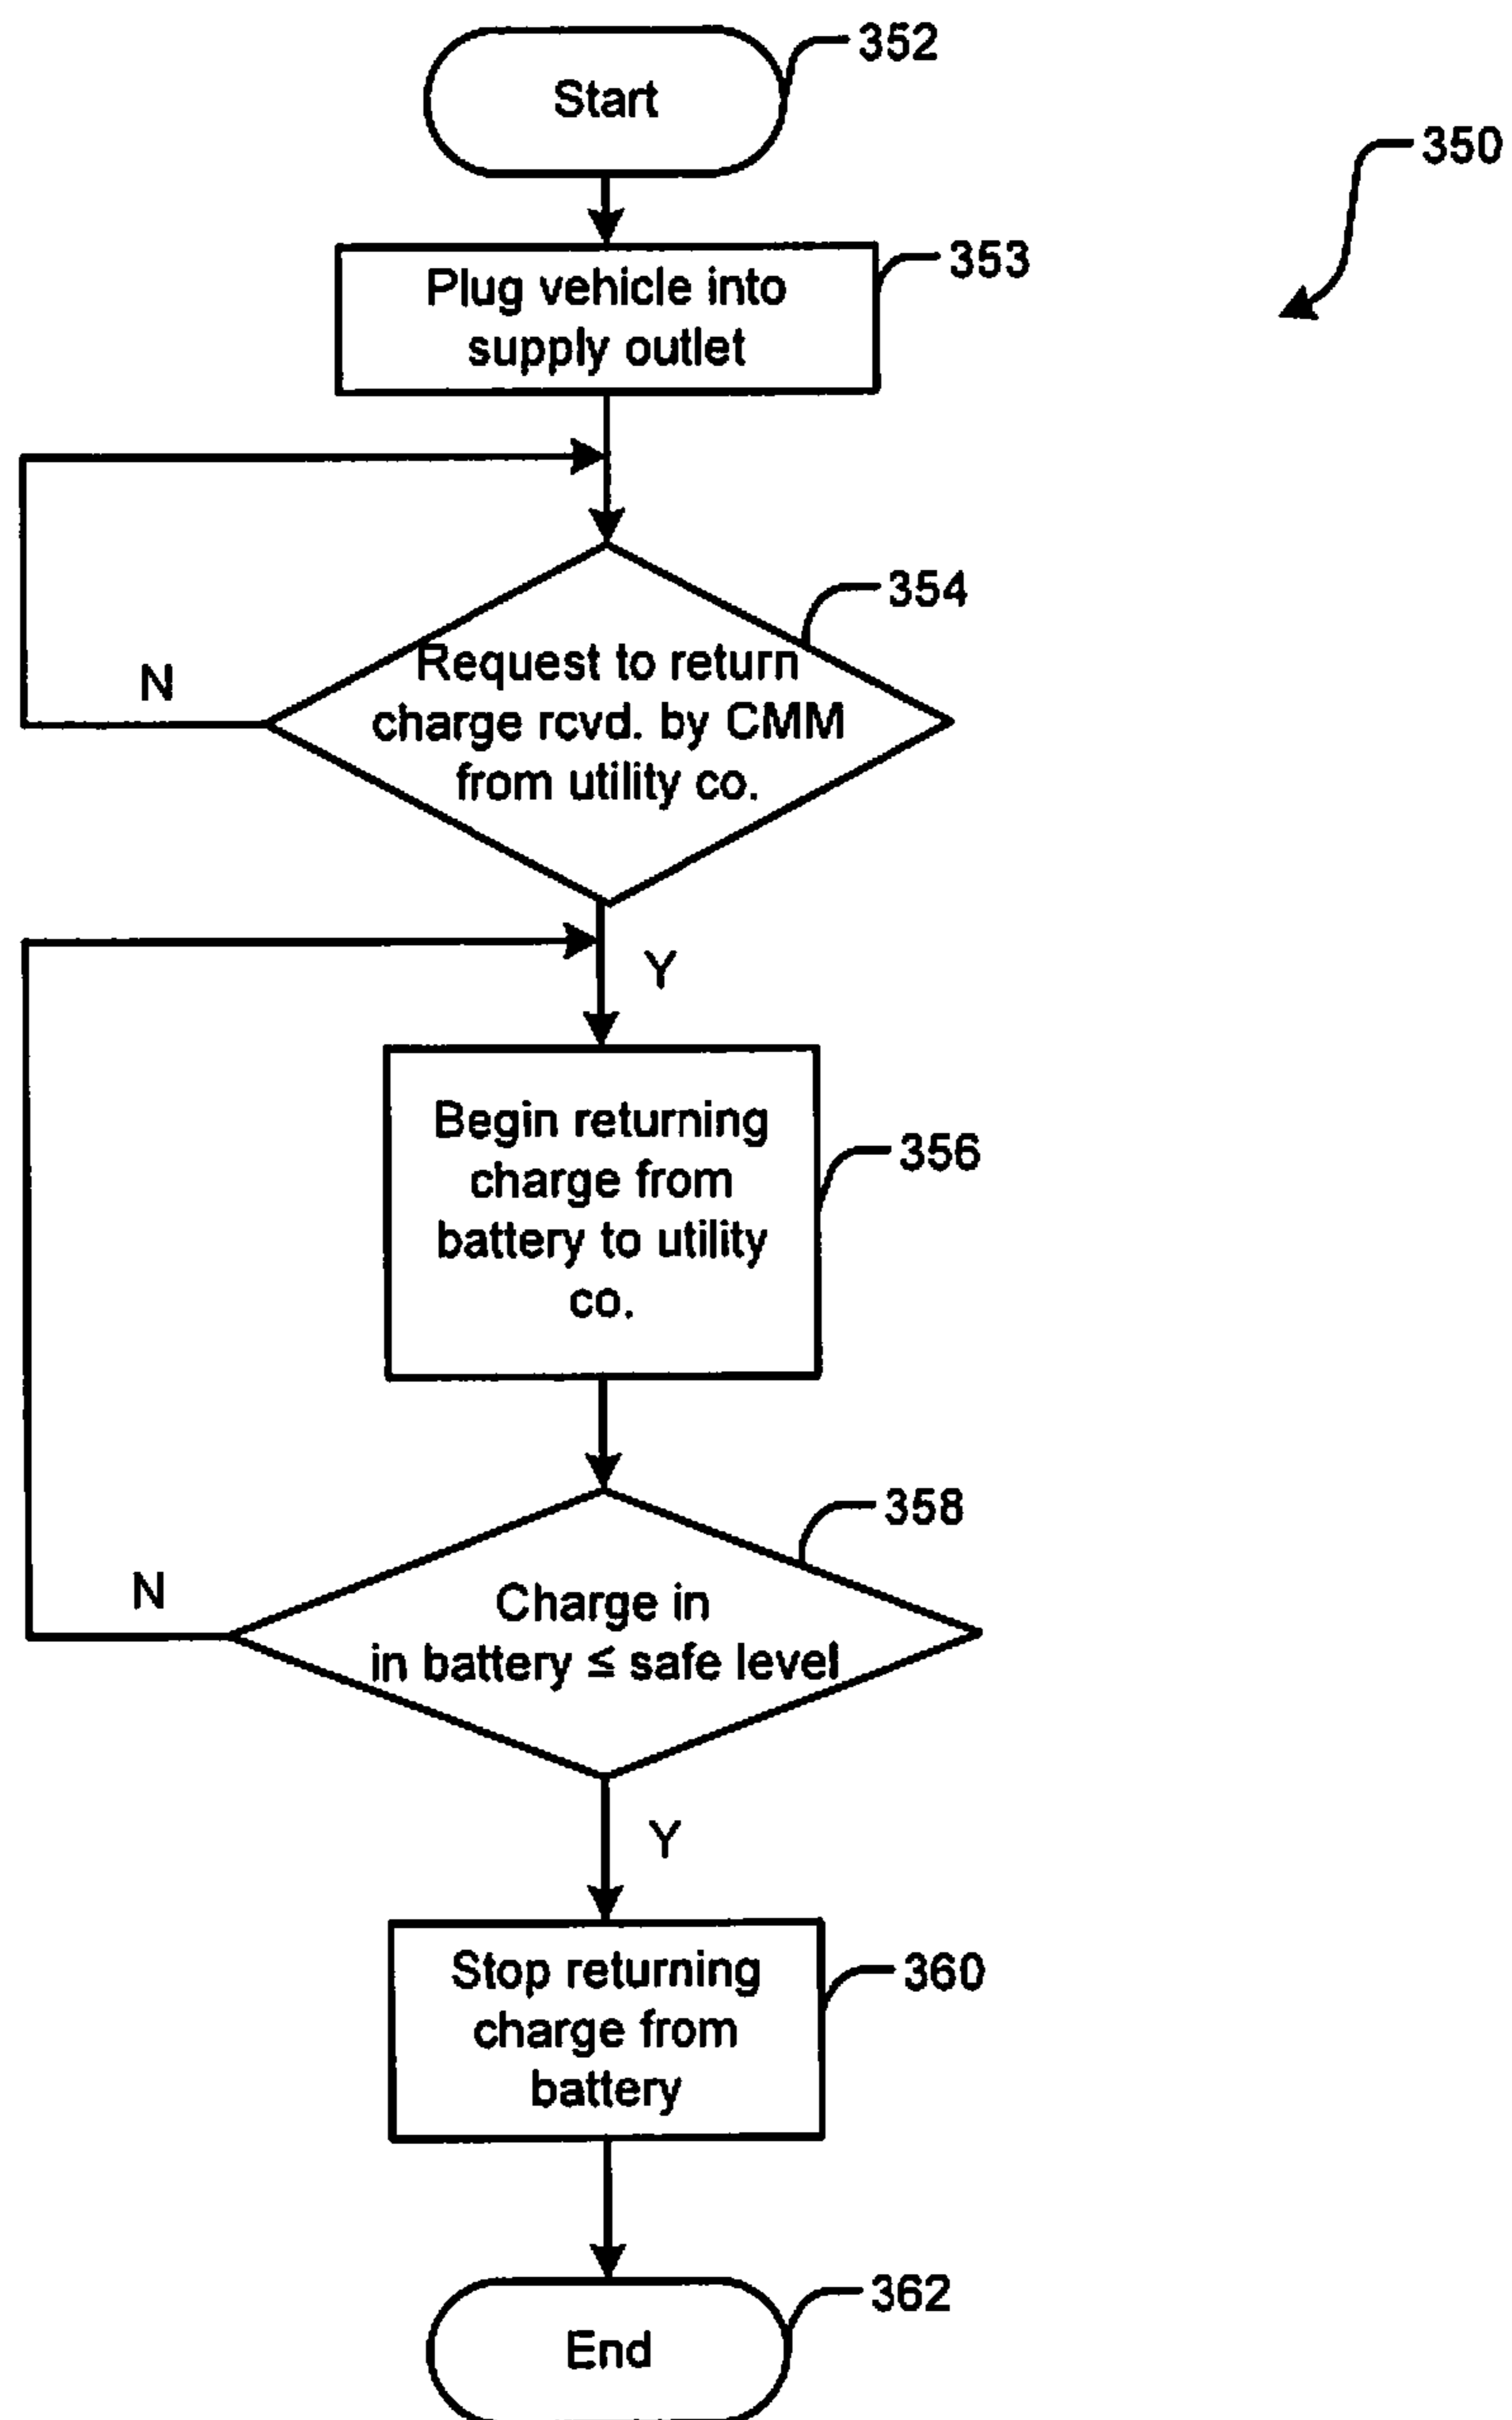 352
Start
350
353
Plug vehicle into
supply outlet
354
N
Request to return
charge rcvd. by CMM
from utility co.
Y
Begin returning
charge from
battery to utility
co.
356
358
N
Charge in
in battery ≤ safe level
Y
Stop returning
charge from
battery
360
362
End